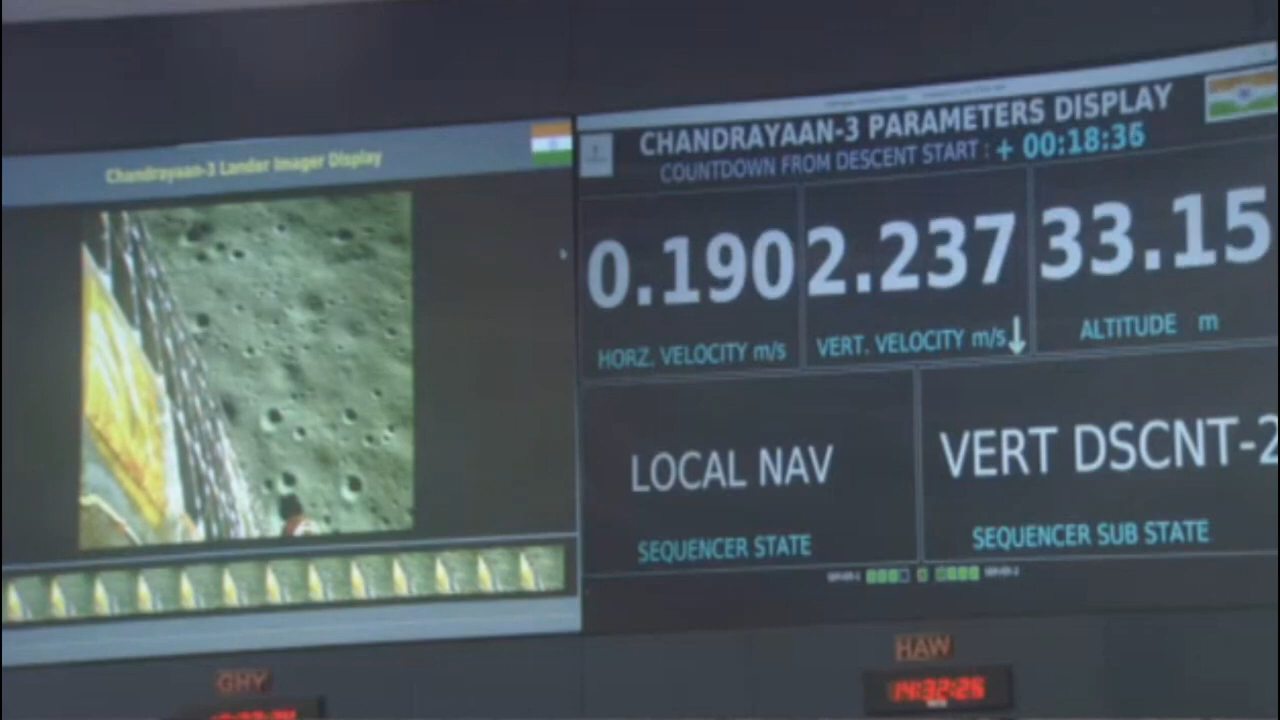 Chandrayaan-3 Lander Imager Display
CHANDRAYAAN-3 PARAMETERS DISPLAY
COUNTDOWN FROM DESCENT START : + 00:18:36
0.190
HORZ. VELOCITY m/s
2.237
VERT. VELOCITY m/s
33.15
ALTITUDE m
LOCAL NAV
SEQUENCER STATE
VERT DSCNT-2
SEQUENCER SUB STATE
GHY
HAW
14:32:26